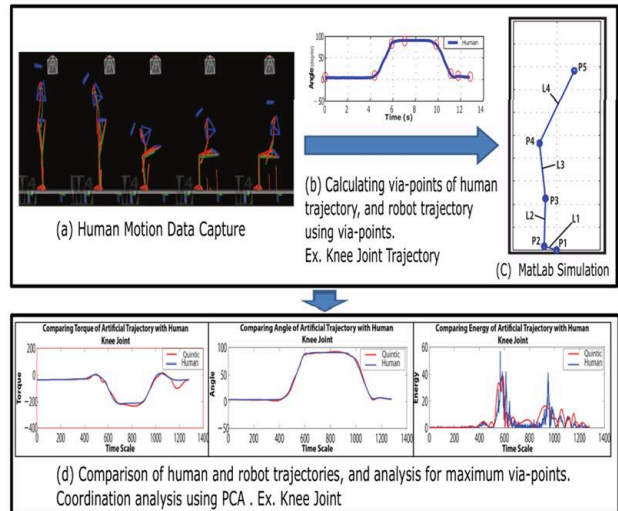 100
50
0
-50
0 2 4 6 8 10 12 14
Angle(degree)
Human
Time (s)
(a) Human Motion Data Capture
(b) Calculating via-points of human
trajectory, and robot trajectory
using via-points.
Ex. Knee Joint Trajectory
P5
L4
P4
L3
P3
L2
L1
P2
P1
(C) MatLab Simulation
Comparing Torque of Artificial Trajectory with Human
Knee Joint
200
0
-200
-400
Torque
Quintic
Human
0 200 400 600 800 1000 1200 1400
Time Scale
Comparing Angle of Artificial Trajectory with Human
Knee Joint
100
50
0
-50
Angle
Quintic
Human
0 200 400 600 800 1000 1200 1400
Time Scale
Comparing Energy of Artificial Trajectory with Human
Knee Joint
60
40
20
0
Energy
Quintic
Human
0 200 400 600 800 1000 1200 1400
Time Scale
(d) Comparison of human and robot trajectories, and analysis for maximum via-points.
Coordination analysis using PCA . Ex. Knee Joint